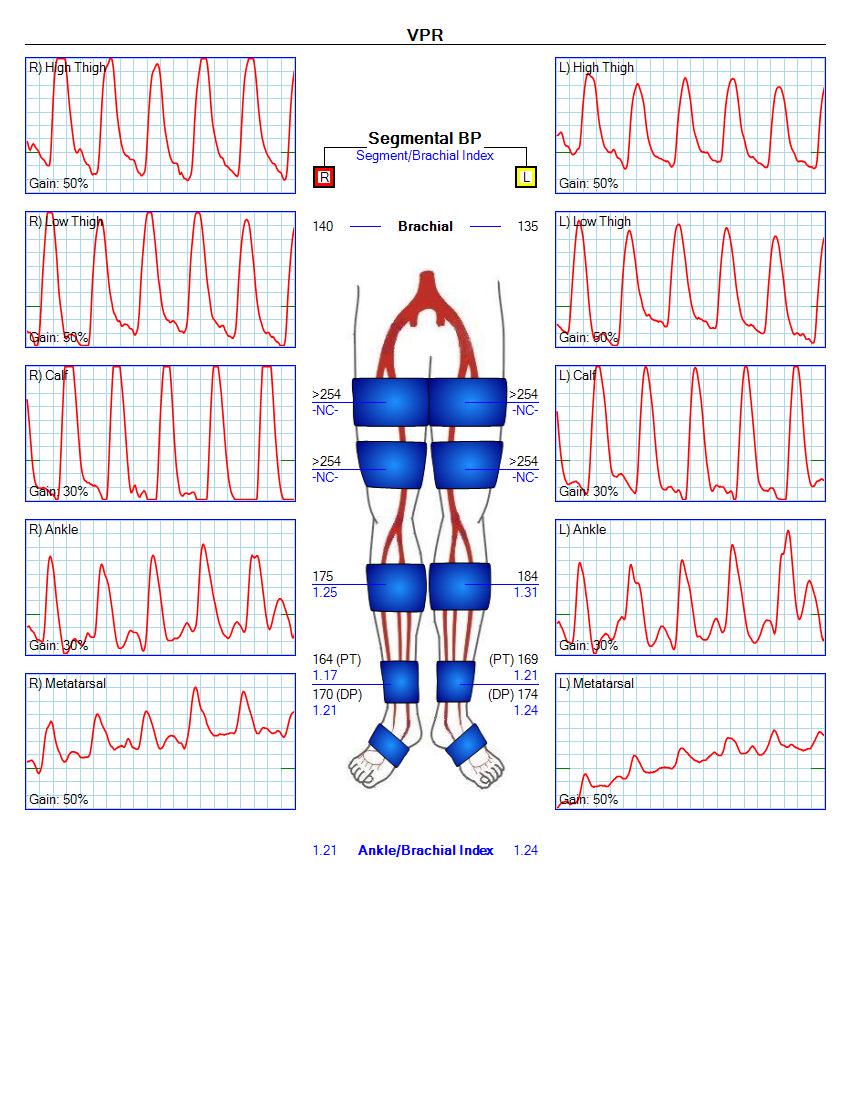 VPR
R) High Thigh
Gain: 50%
L) High Thigh
Gain: 50%
Segmental BP
Segment/Brachial Index
R
L
140 Brachial 135
R) Low Thigh
Gain: 50%
L) Low Thigh
Gain: 50%
R) Calf
Gain: 30%
L) Calf
Gain: 30%
>254 >254
-NC- -NC-
>254 >254
-NC- -NC-
R) Ankle
Gain: 30%
L) Ankle
Gain: 30%
175 184
1.25 1.31
164 (PT) (PT) 169
1.17 1.21
170 (DP) (DP) 174
1.21 1.24
R) Metatarsal
Gain: 50%
L) Metatarsal
Gain: 50%
1.21 Ankle/Brachial Index 1.24